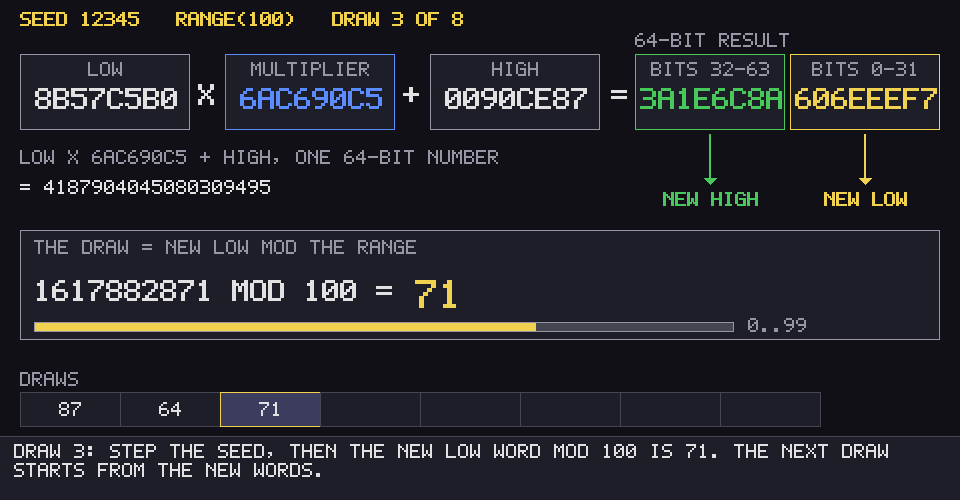 SEED 12345 RANGE(100) DRAW 3 OF 8
64-BIT RESULT
LOW MULTIPLIER HIGH BITS 32-63 BITS 0-31
8B57C5B0 X 6AC690C5 + 0090CE87 = 3A1E6C8A 606EEEF7
LOW X 6AC690C5 + HIGH, ONE 64-BIT NUMBER
= 4187904045080309495
NEW HIGH NEW LOW
THE DRAW = NEW LOW MOD THE RANGE
1617882871 MOD 100 = 71
0..99
DRAWS
87 64 71
DRAW 3: STEP THE SEED, THEN THE NEW LOW WORD MOD 100 IS 71. THE NEXT DRAW
STARTS FROM THE NEW WORDS.